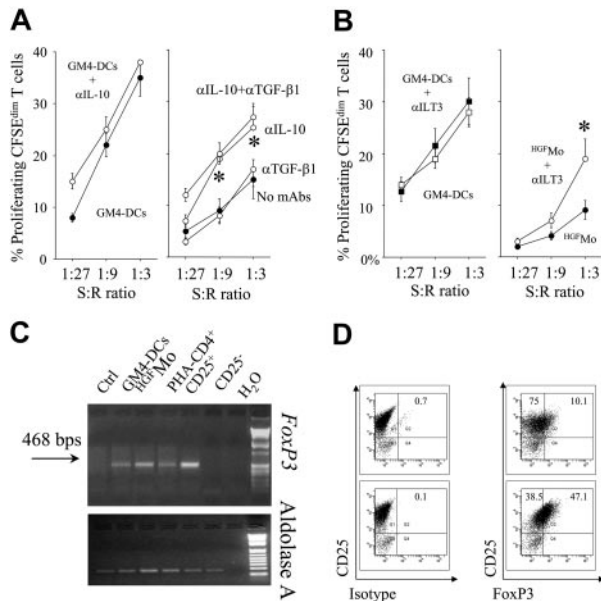 A
% Proliferating CFSEdim T cells
40
30
20
10
0
GM4-DCs
+
αIL-10
GM4-DCs
1:27 1:9 1:3
S:R ratio
αIL-10+αTGF-β1
αIL-10
*
*
αTGF-β1
No mAbs
1:27 1:9 1:3
S:R ratio
B
% Proliferating CFSEdim T cells
40
30
20
10
0%
GM4-DCs
+
αILT3
GM4-DCs
1:27 1:9 1:3
S:R ratio
*
HGFMo
+
αILT3
HGFMo
1:27 1:9 1:3
S:R ratio
C
Ctrl
GM4-DCs
HGFMo
PHA-CD4+
CD25+
CD25-
H2O
468 bps
FoxP3
Aldolase A
D
0.7
75 10.1
0.1
38.5 47.1
CD25
Isotype
CD25
FoxP3